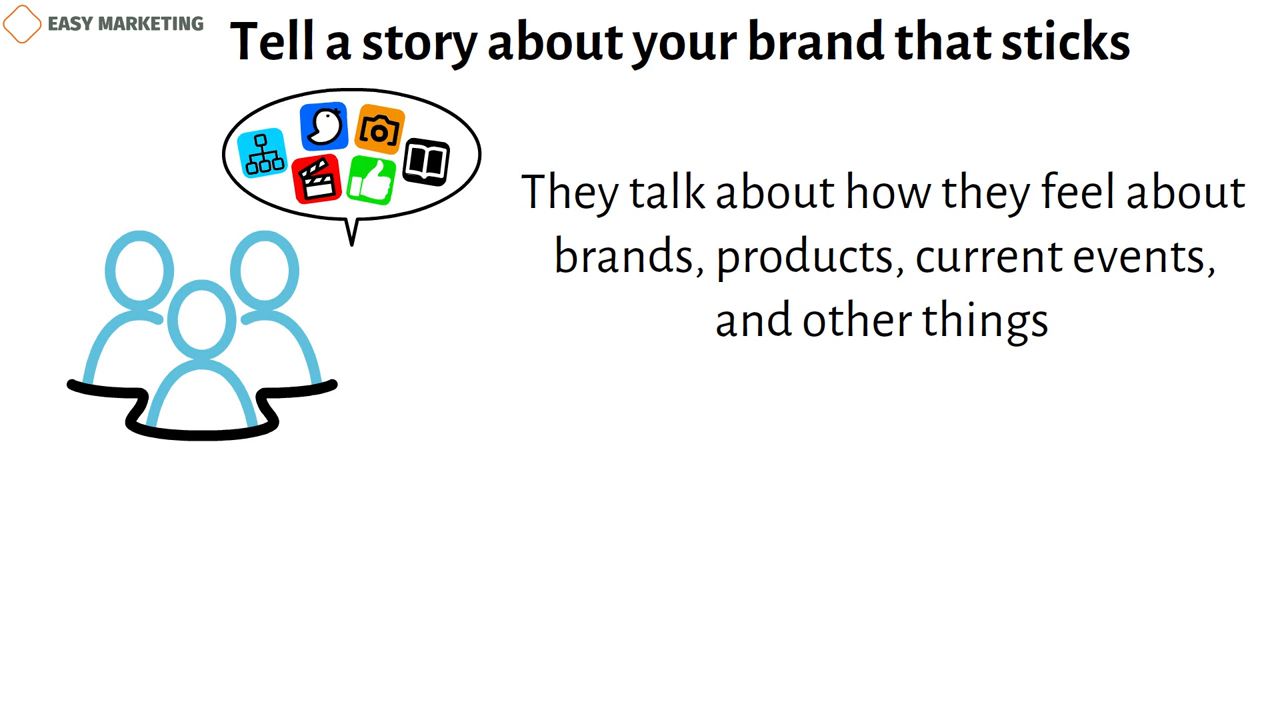 EASY MARKETING
Tell a story about your brand that sticks
They talk about how they feel about
brands, products, current events,
and other things